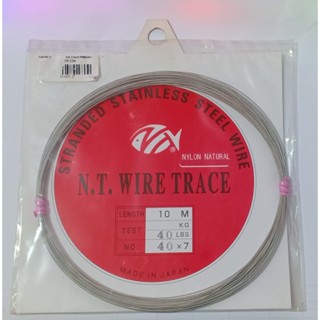 STRANDED STAINLESS STEEL WIRE
NYLON NATURAL
N.T. WIRE TRACE
LENGTH 10 M
TEST 40 KG LBS
NO. 40×7
MADE IN JAPAN